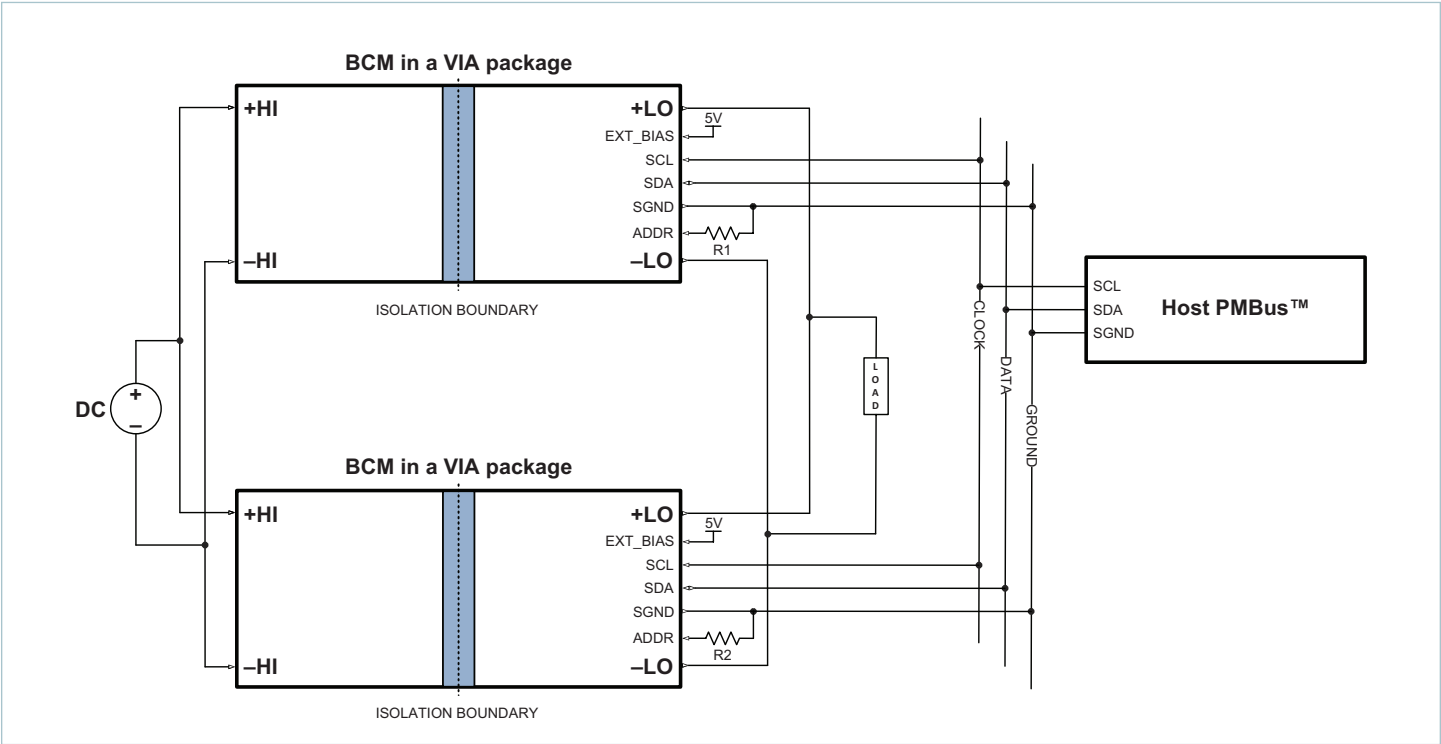 BCM in a VIA package
+HI
–HI
+LO
EXT_BIAS
SCL
SDA
SGND
ADDR
–LO
5V
R1
ISOLATION BOUNDARY
DC
+
–
LOAD
CLOCK
DATA
GROUND
SCL
SDA
SGND
Host PMBus™
BCM in a VIA package
+HI
–HI
+LO
EXT_BIAS
SCL
SDA
SGND
ADDR
–LO
5V
R2
ISOLATION BOUNDARY